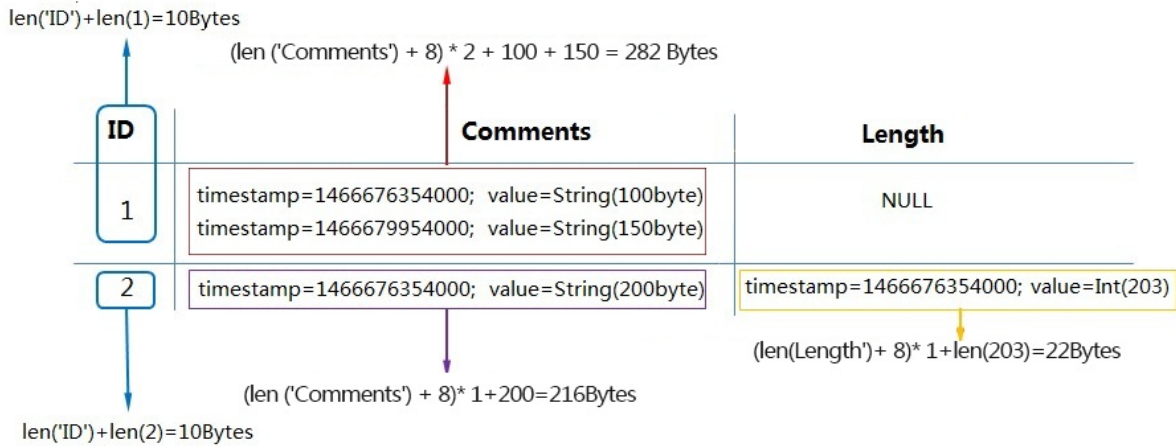 len('ID')+len(1)=10Bytes
(len ('Comments') + 8) * 2 + 100 + 150 = 282 Bytes
ID Comments Length
timestamp=1466676354000; value=String(100byte)
1 NULL
timestamp=1466679954000; value=String(150byte)
2 timestamp=1466676354000; value=String(200byte) timestamp=1466676354000; value=Int(203)
(len(Length')+ 8)* 1+len(203)=22Bytes
(len ('Comments') + 8)* 1+200=216Bytes
len('ID')+len(2)=10Bytes